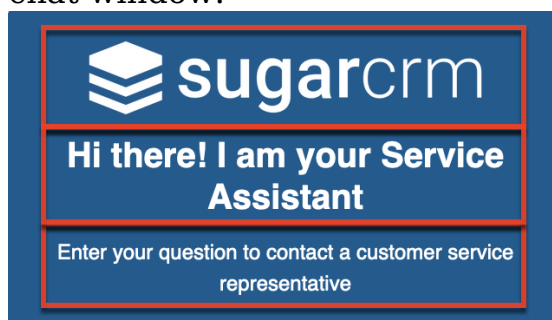 chat window.
sugarcrm
Hi there! I am your Service
Assistant
Enter your question to contact a customer service
representative